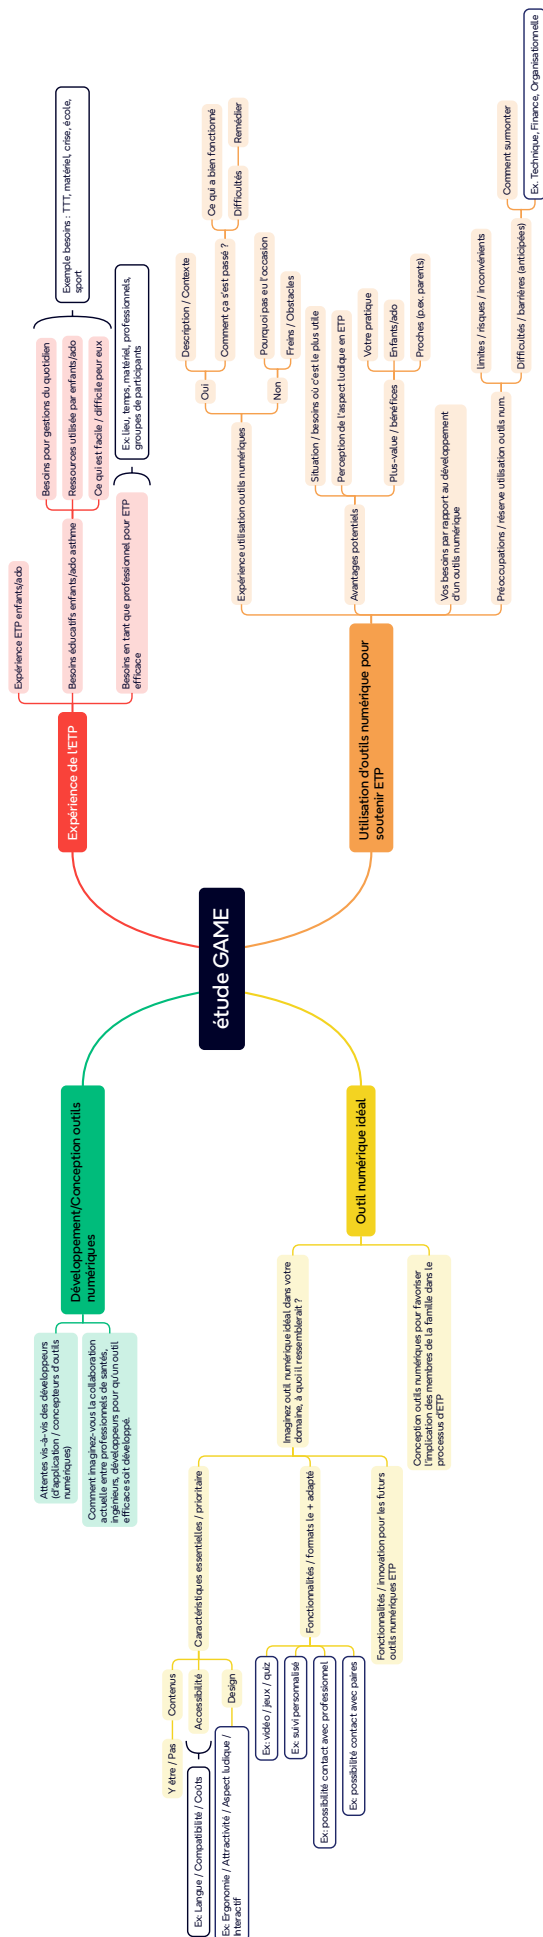 étude GAME
Expérience de l'ETP
Expérience ETP enfants/ado
Besoins éducatifs enfants/ado asthme
Besoins pour gestions du quotidien
Ressources utilisée par enfants/ado
Ce qui est facile / difficile peur eux
Exemple besoins : TTT, matériel, crise, école,
sport
Besoins en tant que professionnel pour ETP
efficace
Ex: lieu, temps, matériel, professionnels,
groupes de participants
Utilisation d'outils numérique pour
soutenir ETP
Expérience utilisation outils numériques
Oui
Description / Contexte
Comment ça s'est passé ?
Ce qui a bien fonctionné
Difficultés
Remédier
Non
Pourquoi pas eu l'occasion
Freins / Obstacles
Avantages potentiels
Situation / besoins où c'est le plus utile
Perception de l'aspect ludique en ETP
Plus-value / bénéfices
Votre pratique
Enfants/ado
Proches (p.ex. parents)
Vos besoins par rapport au développement
d'un outils numérique
Préoccupations / réserve utilisation outils num.
limites / risques / inconvénients
Difficultés / barrières (anticipées)
Comment surmonter
Ex. Technique, Finance, Organisationnelle
Développement/Conception outils
numériques
Attentes vis-à-vis des développeurs
(d'application / concepteurs d'outils
numériques)
Comment imaginez-vous la collaboration
actuelle entre professionnels de santés,
ingénieurs, développeurs pour qu'un outil
efficace soit développé.
Outil numérique idéal
Imaginez outil numérique idéal dans votre
domaine, à quoi il ressemblerait ?
Caractéristiques essentielles / prioritaire
Contenus
Y être / Pas
Accessibilité
Ex: Langue / Compatibilité / Coûts
Design
Ex: Ergonomie / Attractivité / Aspect ludique /
Interactif
Fonctionnalités / formats le + adapté
Ex: vidéo / jeux / quiz
Ex: suivi personnalisé
Ex: possibilité contact avec professionnel
Ex: possibilité contact avec paires
Fonctionnalités / innovation pour les futurs
outils numériques ETP
Conception outils numériques pour favoriser
l'implication des membres de la famille dans le
processus d'ETP